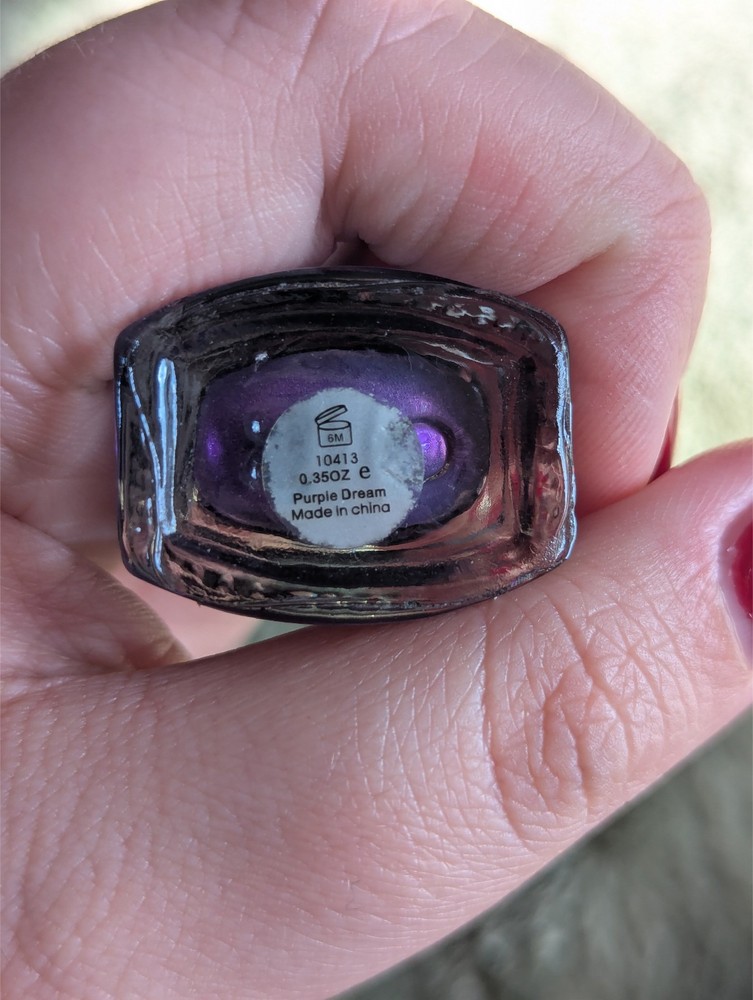 6M
10413
0.35OZ e
Purple Dream
Made in china